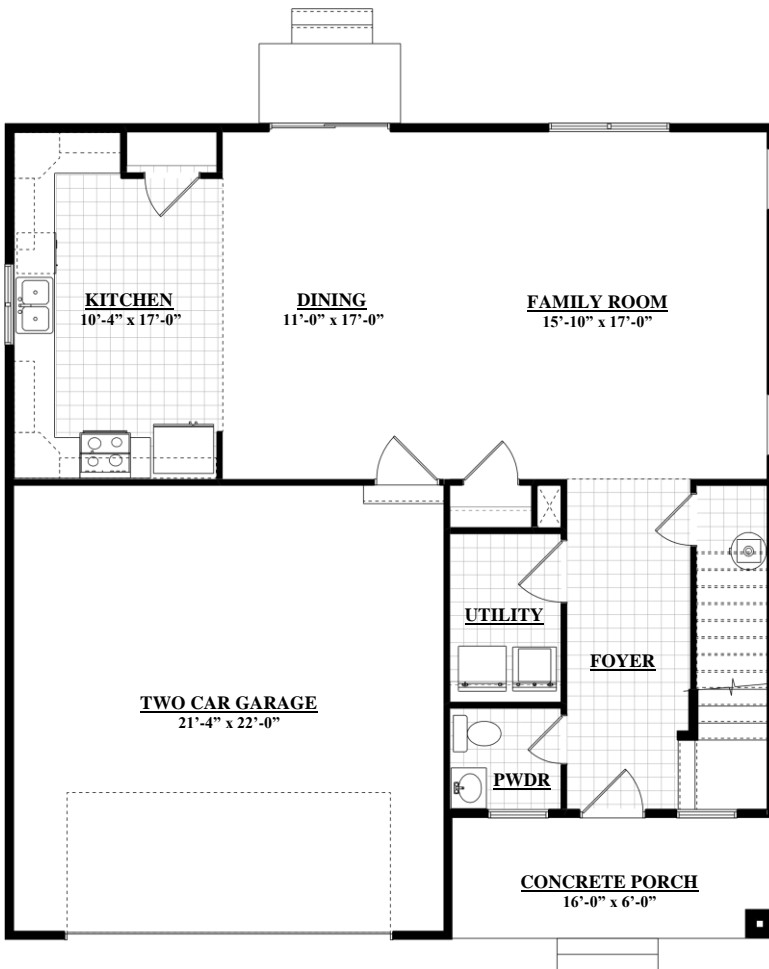 KITCHEN
10’-4” x 17’-0”
DINING
11’-0” x 17’-0”
FAMILY ROOM
15’-10” x 17’-0”
UTILITY
FOYER
TWO CAR GARAGE
21’-4” x 22’-0”
PWDR
CONCRETE PORCH
16’-0” x 6’-0”